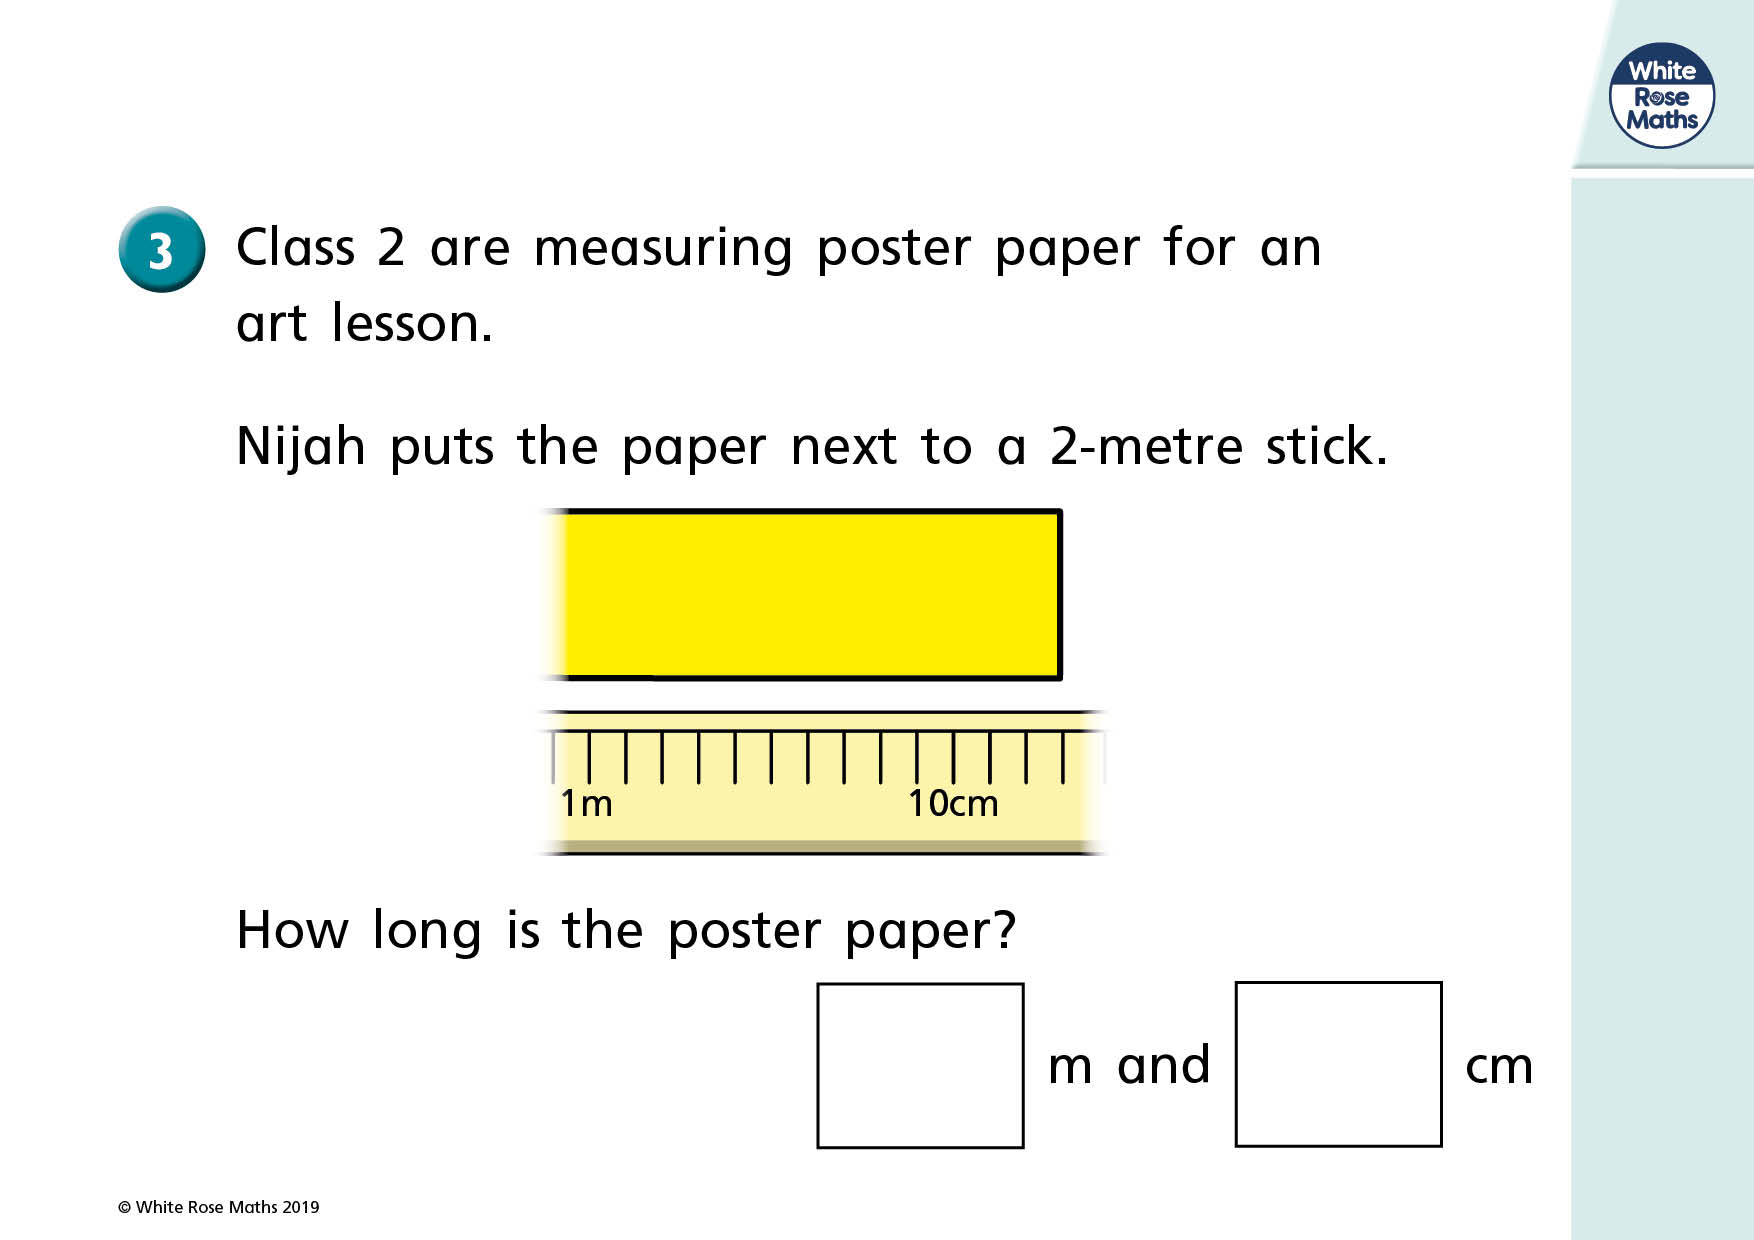 White
Rose
Maths
3 Class 2 are measuring poster paper for an
art lesson.
Nijah puts the paper next to a 2-metre stick.
1m 10cm
How long is the poster paper?
m and cm
© White Rose Maths 2019